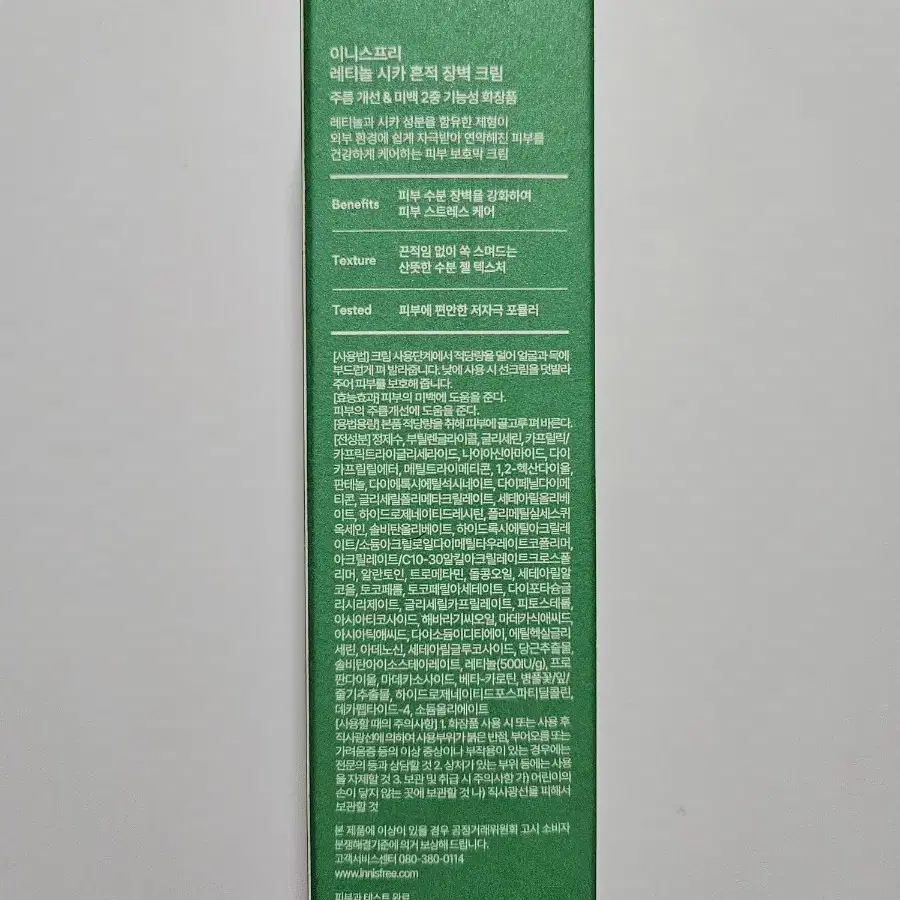 이니스프리
레티놀 시카 흔적 장벽 크림
주름 개선 & 미백 2중 기능성 화장품
레티놀과 시카 성분을 함유한 제형이
외부 환경에 쉽게 자극받아 연약해진 피부를
건강하게 케어하는 피부 보호막 크림
Benefits 피부 수분 장벽을 강화하여
피부 스트레스 케어
Texture 끈적임 없이 쏙 스며드는
산뜻한 수분 젤 텍스처
Tested 피부에 편안한 저자극 포뮬러
[사용법] 크림 사용단계에서 적당량을 덜어 얼굴과 목에
부드럽게 펴 발라줍니다. 낮에 사용 시 선크림을 덧발라
주어 피부를 보호해 줍니다.
[효능효과] 피부의 미백에 도움을 준다.
피부의 주름개선에 도움을 준다.
[용법용량] 본품 적당량을 취해 피부에 골고루 펴 바른다.
[전성분] 정제수, 부틸렌글라이콜, 글리세린, 카프릴릭/
카프릭트라이글리세라이드, 나이아신아마이드, 다이
카프릴릴에터, 메틸트라이메티콘, 1,2-헥산다이올,
판테놀, 다이에톡시에틸석시네이트, 다이페닐다이메
티콘, 글리세릴폴리메타크릴레이트, 세테아릴올리베
이트, 하이드로제네이티드레시틴, 폴리메틸실세스퀴
옥세인, 솔비탄올리베이트, 하이드록시에틸아크릴레
이트/소듐아크릴로일다이메틸타우레이트코폴리머,
아크릴레이트/C10-30알킬아크릴레이트크로스폴
리머, 알란토인, 트로메타민, 돌콩오일, 세테아릴알
코올, 토코페롤, 토코페릴아세테이트, 다이포타슘글
리시리제이트, 글리세릴카프릴레이트, 피토스테롤,
아시아티코사이드, 해바라기씨오일, 마데카식애씨드,
아시아틱애씨드, 다이소듐이디티에이, 에틸헥실글리
세린, 아데노신, 세테아릴글루코사이드, 당근추출물,
솔비탄아이소스테아레이트, 레티놀(500IU/g), 프로
판다이올, 마데카소사이드, 베타-카로틴, 병풀꽃/잎/
줄기추출물, 하이드로제네이티드포스파티딜콜린,
데카펩타이드-4, 소듐올리에이트
[사용할 때의 주의사항] 1. 화장품 사용 시 또는 사용 후
직사광선에 의하여 사용부위가 붉은 반점, 부어오름 또는
가려움증 등의 이상 증상이나 부작용이 있는 경우에는
전문의 등과 상담할 것 2. 상처가 있는 부위 등에는 사용
을 자제할 것 3. 보관 및 취급 시 주의사항 가) 어린이의
손이 닿지 않는 곳에 보관할 것 나) 직사광선을 피해서
보관할 것
본 제품에 이상이 있을 경우 공정거래위원회 고시 소비자
분쟁해결기준에 의거 보상해 드립니다.
고객서비스센터 080-380-0114
www.innisfree.com
피부과 테스트 완료